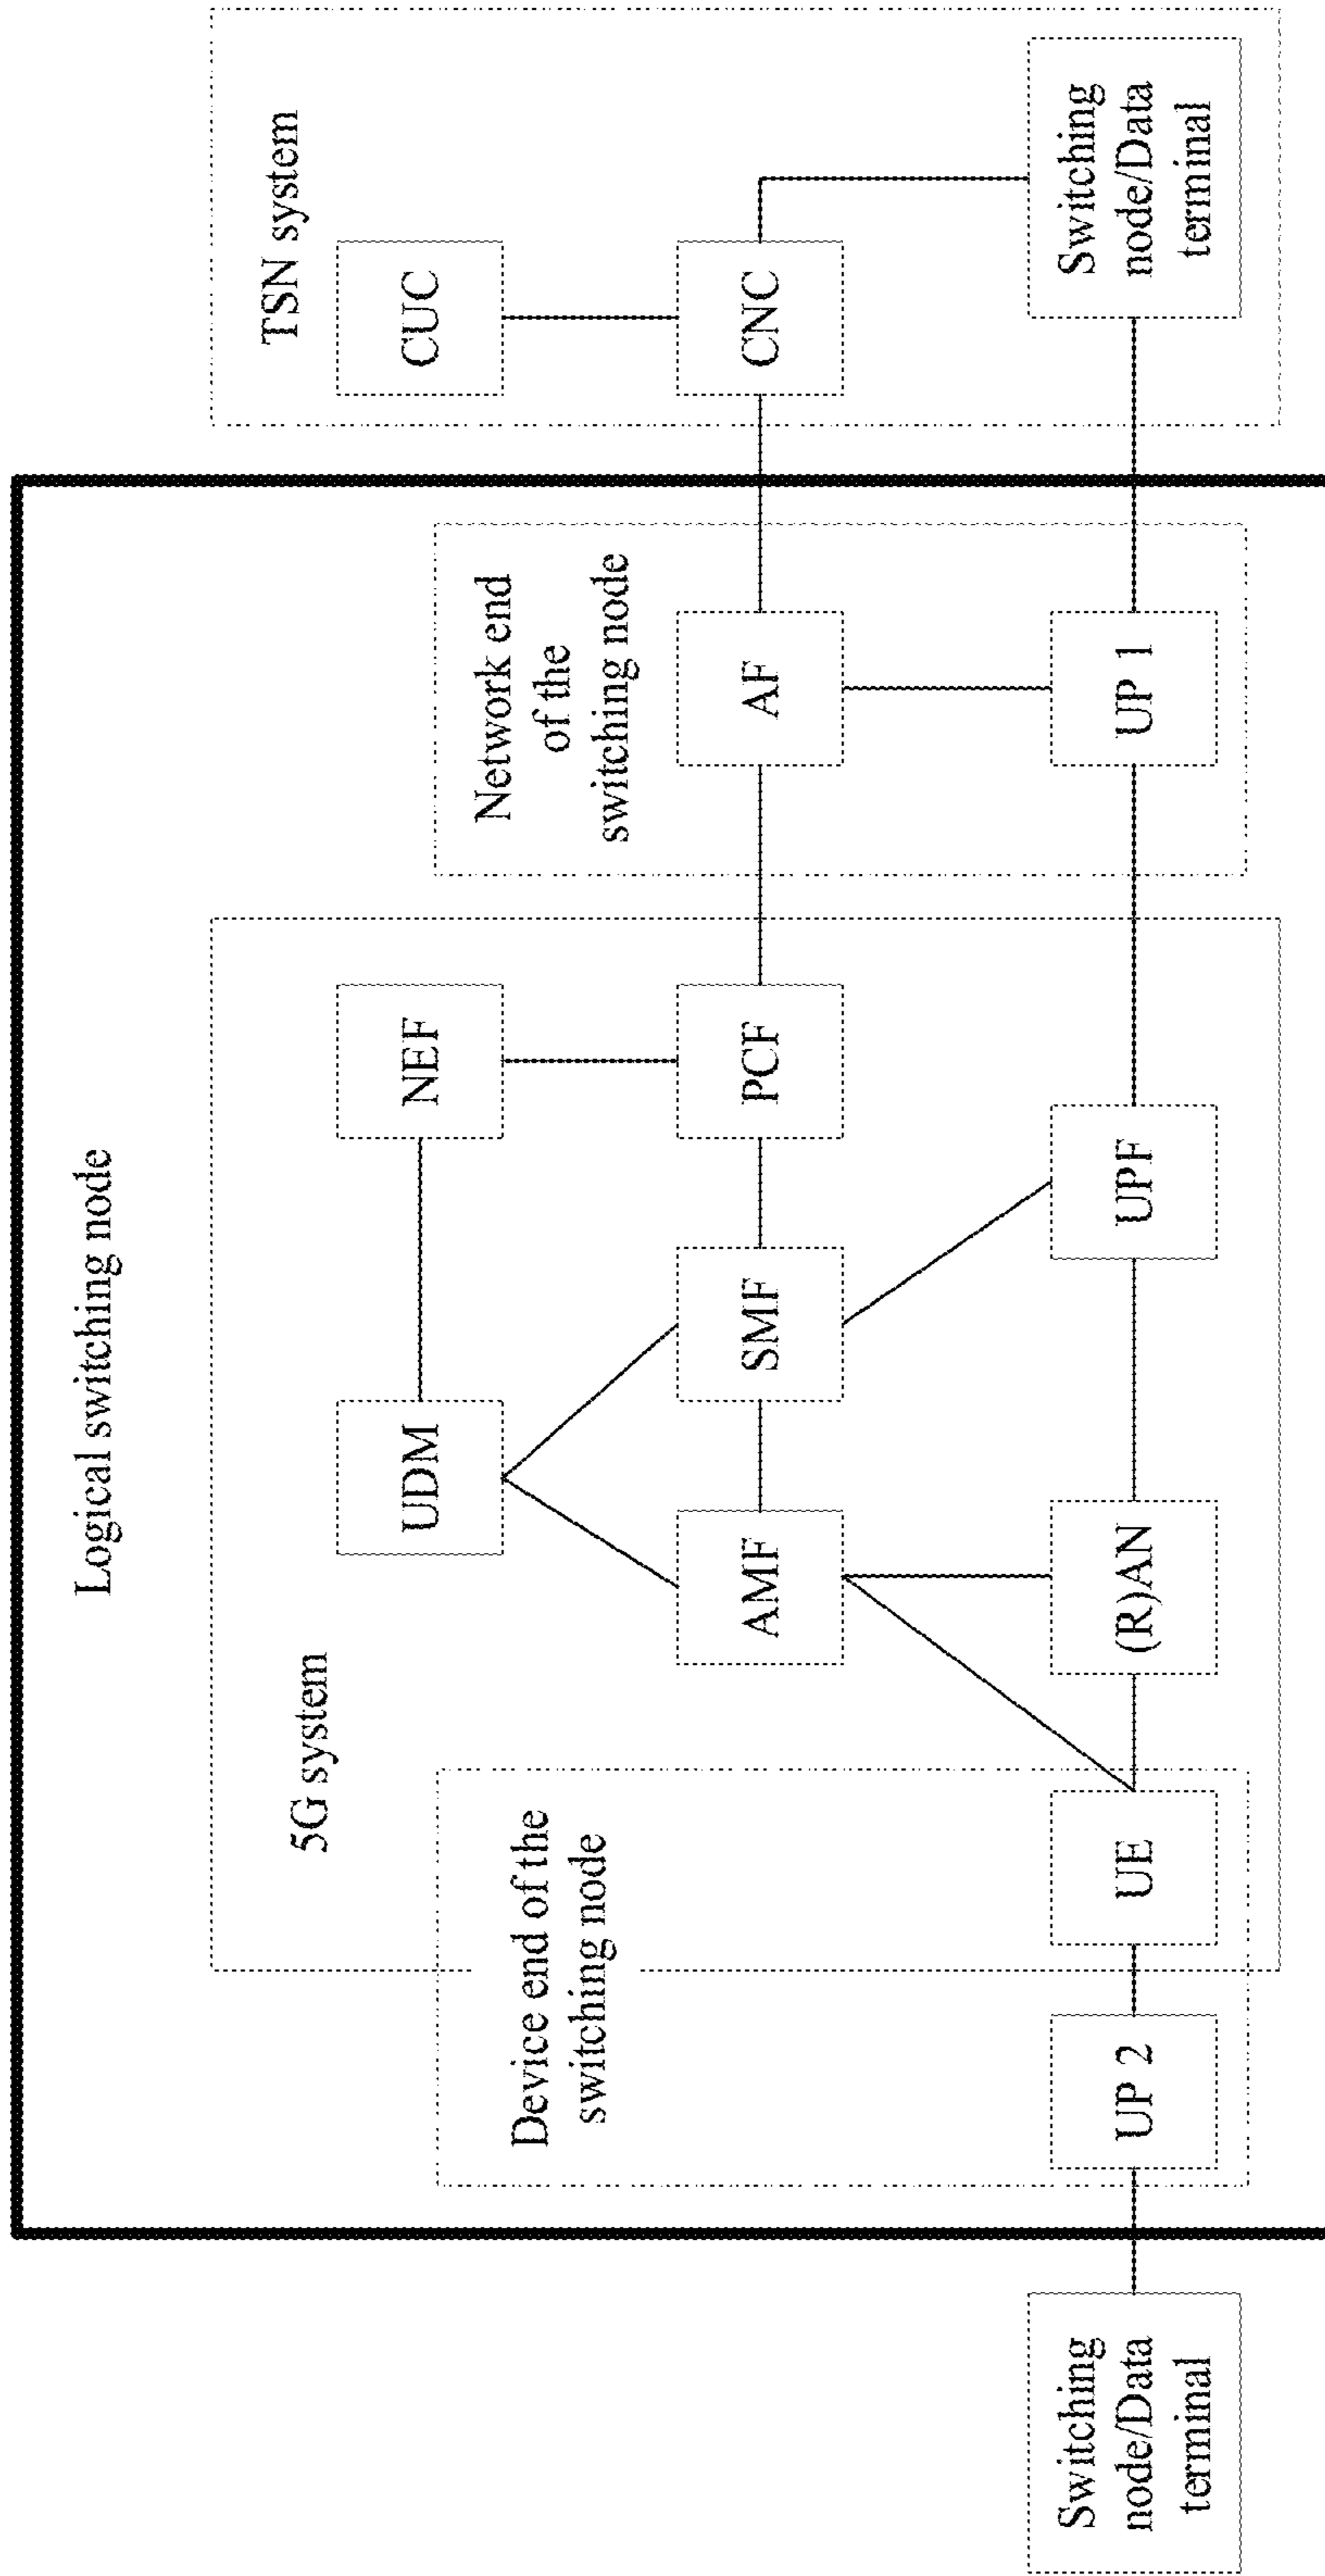 Logical switching node
5G system
TSN system
Device end of the
switching node
Network end
of the
switching node
UDM
NEF
CUC
AMF
SMF
PCF
AF
CNC
Switching
node/Data
terminal
UP 2
UE
(R)AN
UPF
UP 1
Switching
node/Data
terminal